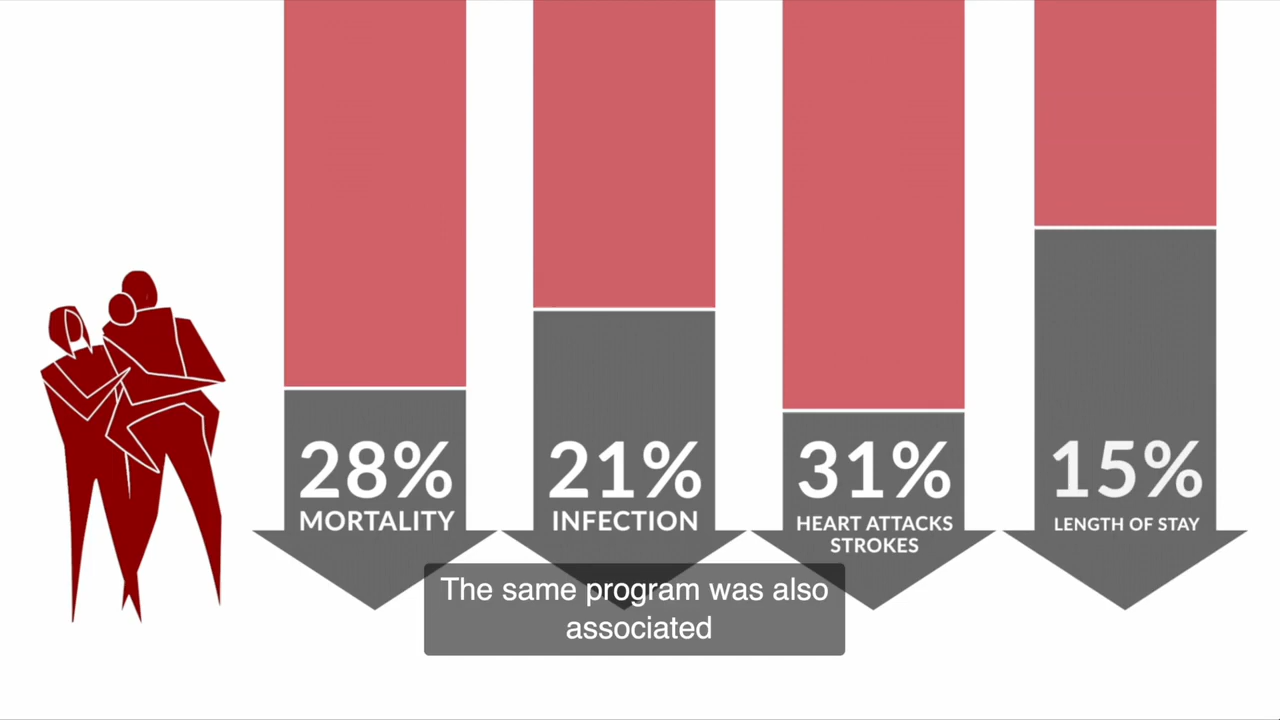 28%
MORTALITY
21%
INFECTION
31%
HEART ATTACKS
STROKES
15%
LENGTH OF STAY
The same program was also
associated